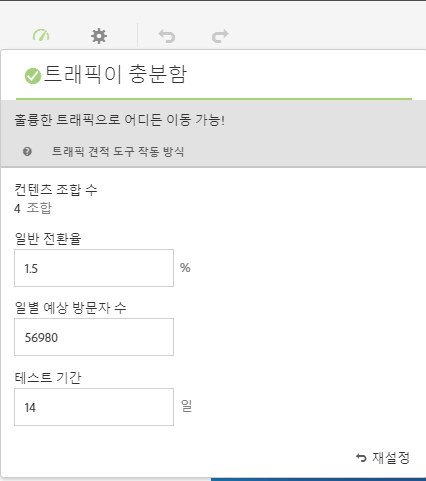 트래픽이 충분함
훌륭한 트래픽으로 어디든 이동 가능!
트래픽 견적 도구 작동 방식
컨텐츠 조합 수
4 조합
일반 전환율
1.5 %
일별 예상 방문자 수
56980
테스트 기간
14 일
재설정